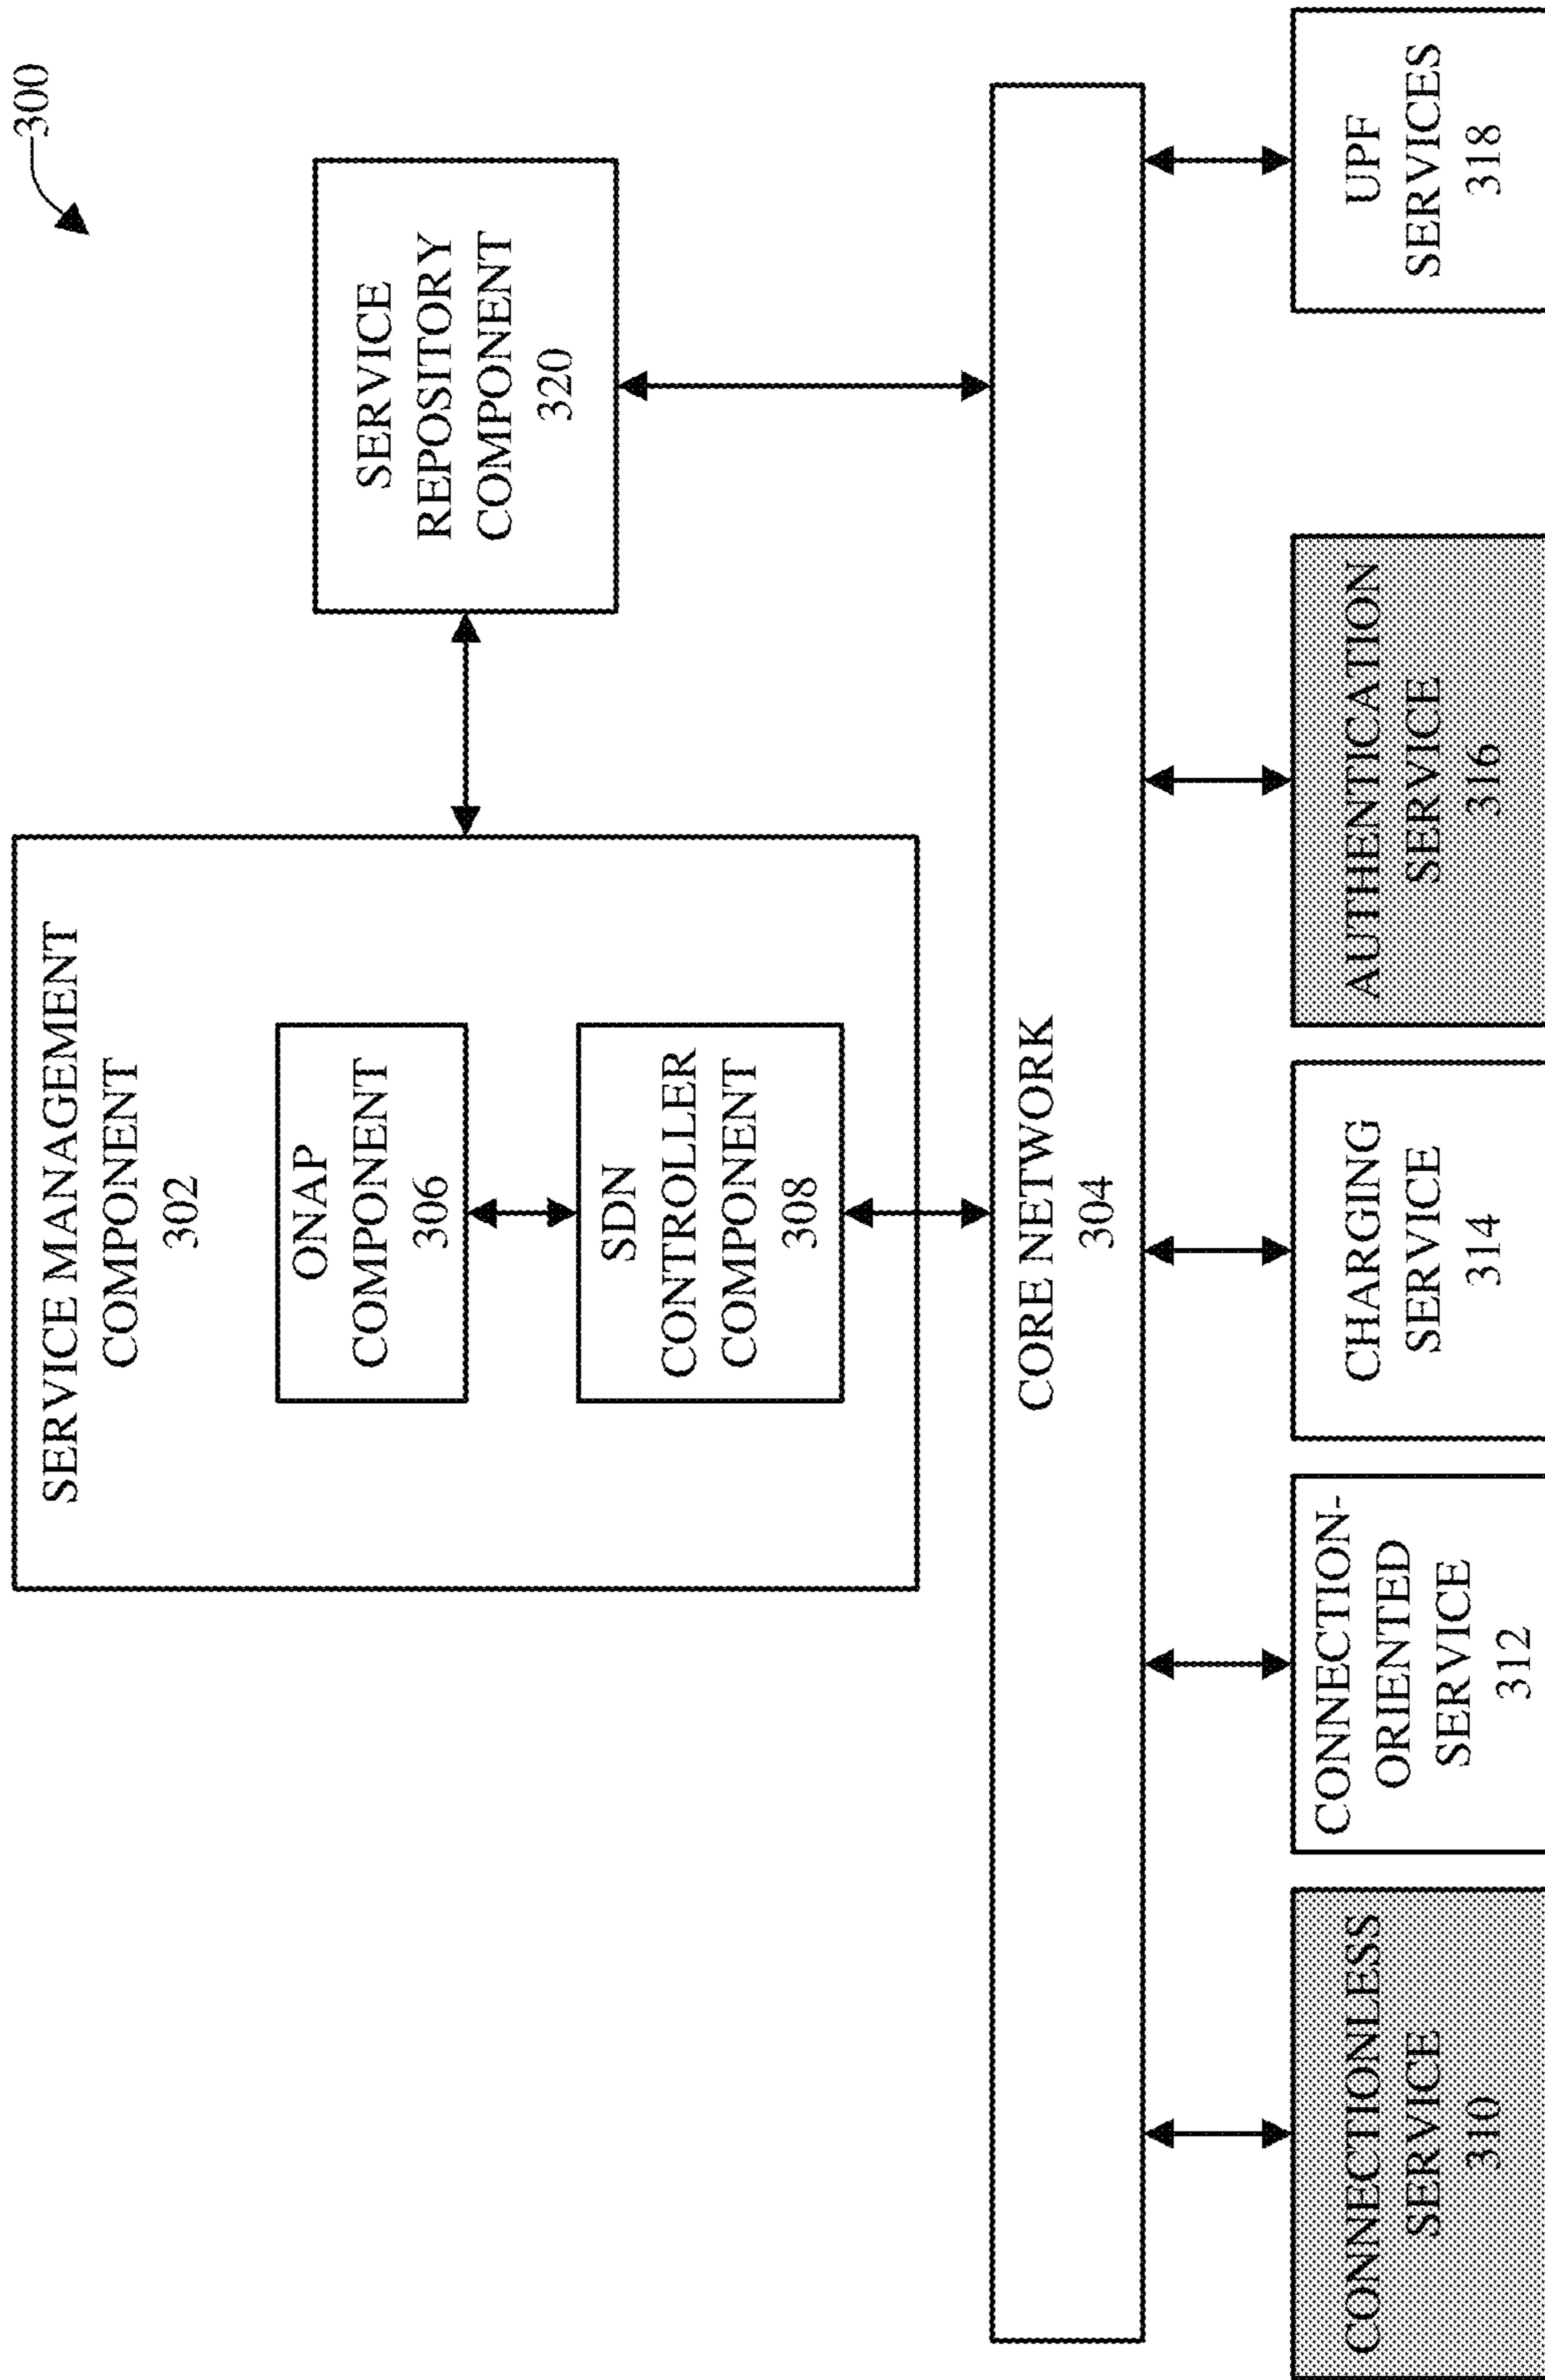 300
SERVICE MANAGEMENT
COMPONENT
302
ONAP
COMPONENT
306
SDN
CONTROLLER
COMPONENT
308
SERVICE
REPOSITORY
COMPONENT
320
CORE NETWORK
304
CONNECTIONLESS
SERVICE
310
CONNECTION-
ORIENTED
SERVICE
312
CHARGING
SERVICE
314
AUTHENTICATION
SERVICE
316
UPF
SERVICES
318